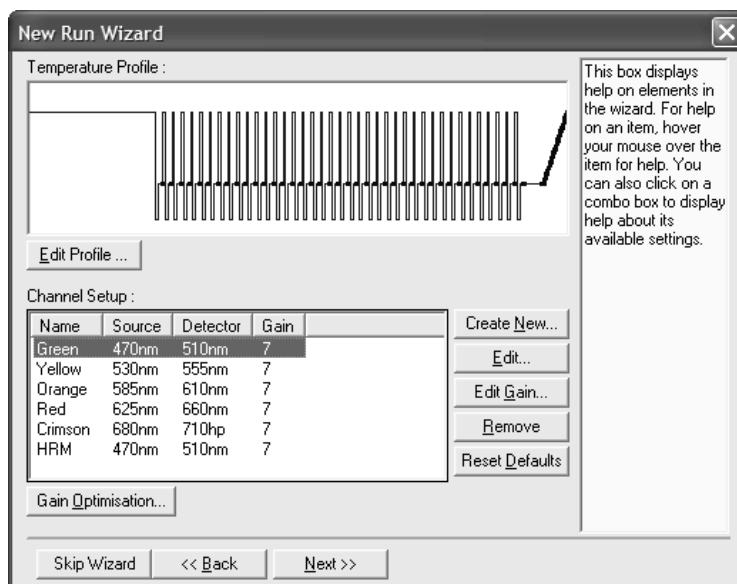 New Run Wizard
Temperature Profile :
Edit Profile ...
Channel Setup :
Name Source Detector Gain
Green 470nm 510nm 7
Yellow 530nm 555nm 7
Orange 585nm 610nm 7
Red 625nm 660nm 7
Crimson 680nm 710hp 7
HRM 470nm 510nm 7
Create New...
Edit...
Edit Gain...
Remove
Reset Defaults
Gain Optimisation...
This box displays
help on elements in
the wizard. For help
on an item, hover
your mouse over the
item for help. You
can also click on a
combo box to display
help about its
available settings.
Skip Wizard << Back Next >>